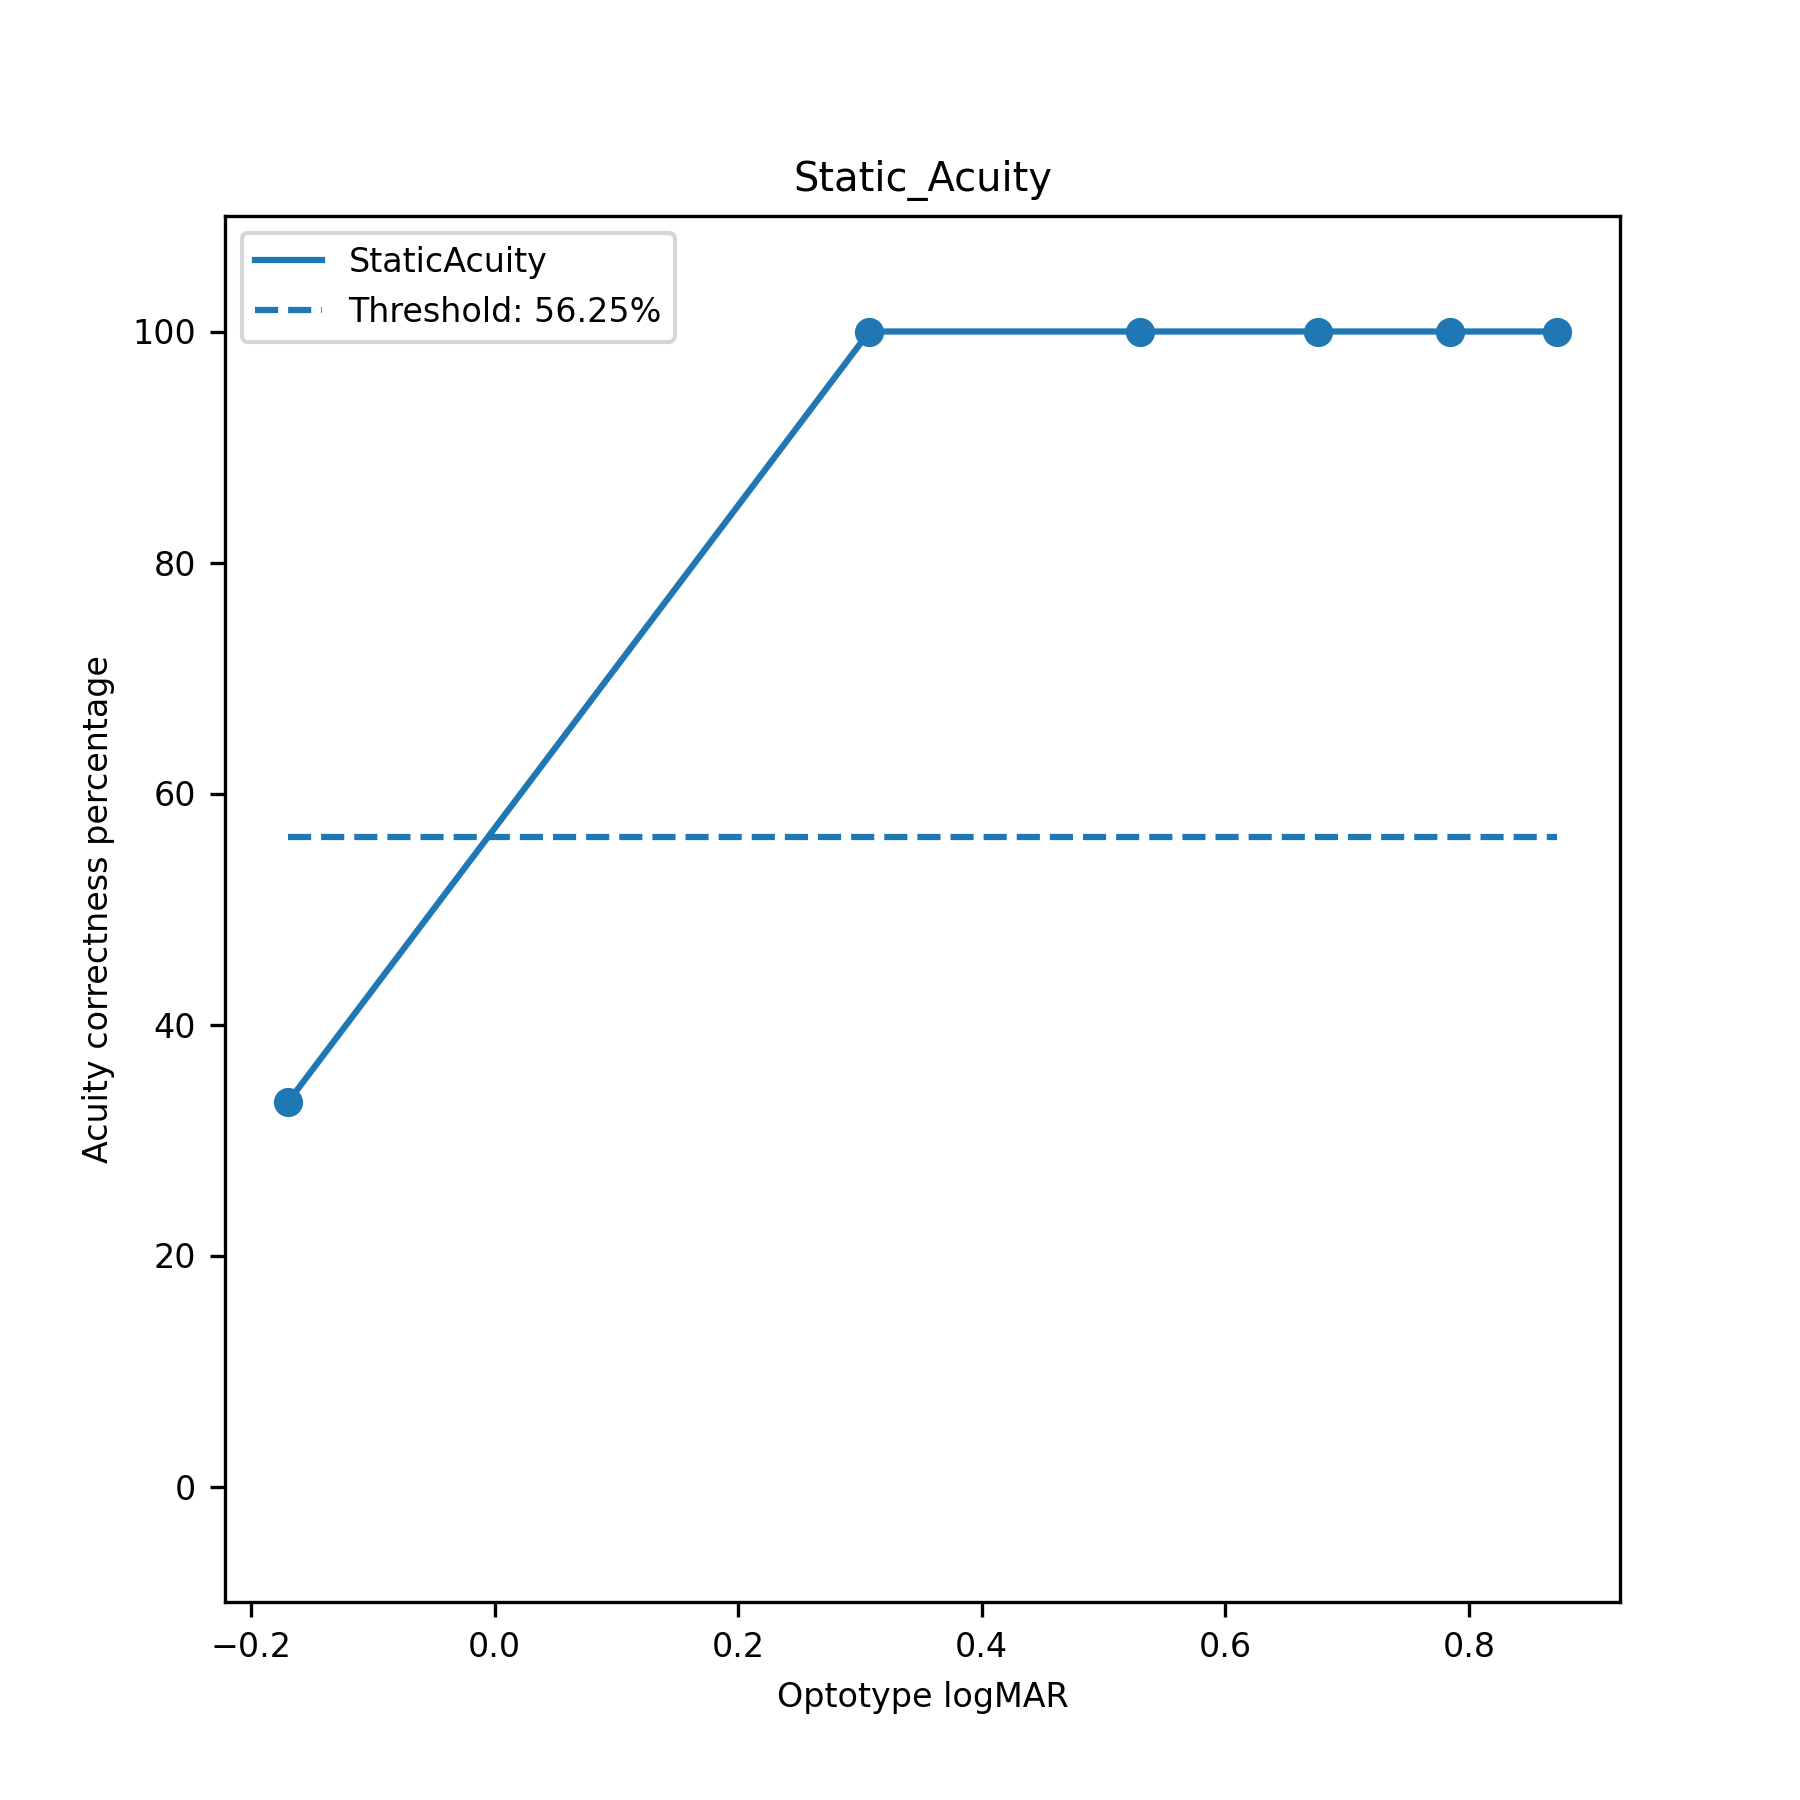 Static_Acuity
StaticAcuity
Threshold: 56.25%
100
80
60
40
20
0
Acuity correctness percentage
−0.2 0.0 0.2 0.4 0.6 0.8
Optotype logMAR